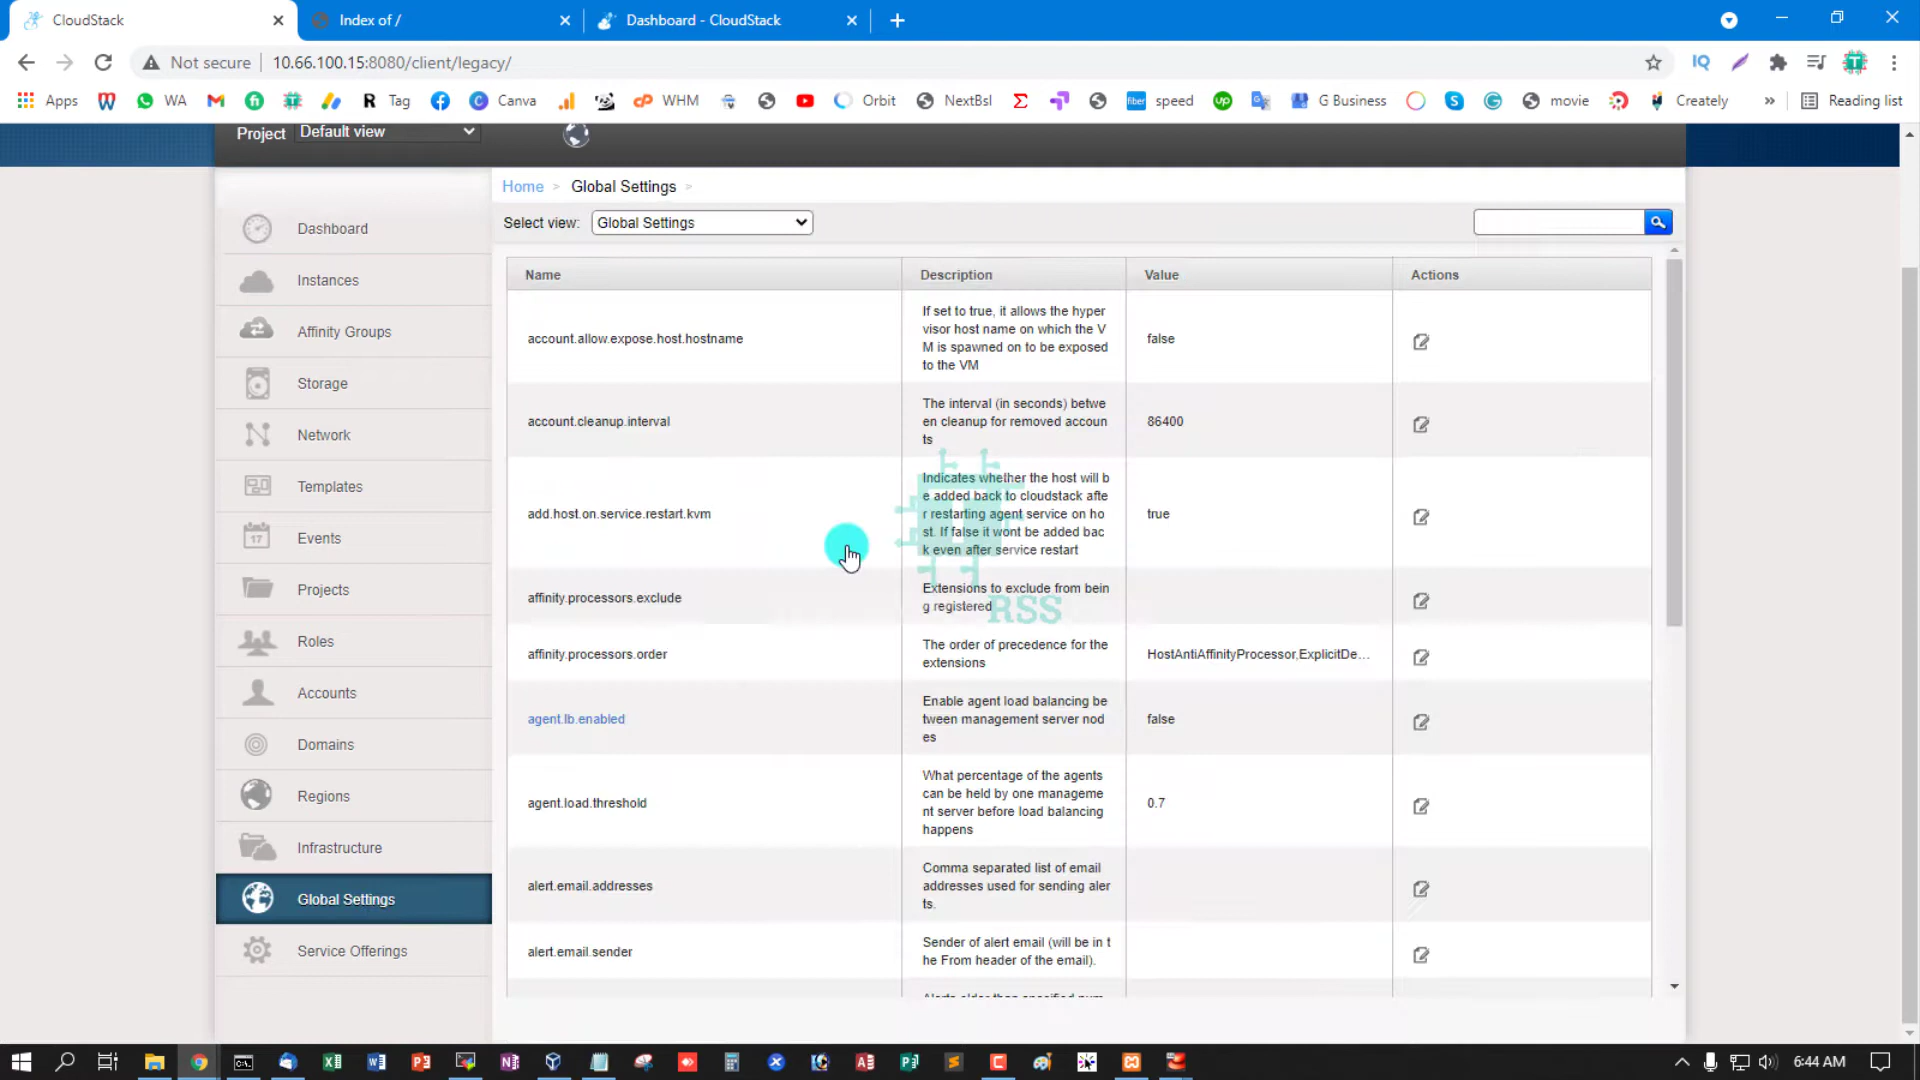 CloudStack
Index of /
Dashboard - CloudStack
Not secure
10.66.100.15:8080/client/legacy/
IQ
Apps
WA
Tag
Canva
WHM
Orbit
NextBsl
speed
G Business
movie
Creately
Reading list
Project
Default view
Home > Global Settings >
Select view:
Global Settings
Dashboard
Instances
Affinity Groups
Storage
Network
Templates
Events
Projects
Roles
Accounts
Domains
Regions
Infrastructure
Global Settings
Service Offerings
Name
Description
Value
Actions
account.allow.expose.host.hostname
If set to true, it allows the hyper
visor host name on which the V
M is spawned on to be exposed
to the VM
false
account.cleanup.interval
The interval (in seconds) betwe
en cleanup for removed accoun
ts
86400
add.host.on.service.restart.kvm
Indicates whether the host will b
e added back to cloudstack afte
r restarting agent service on ho
st. If false it wont be added bac
k even after service restart
true
affinity.processors.exclude
Extensions to exclude from bein
g registered
RSS
affinity.processors.order
The order of precedence for the
extensions
HostAntiAffinityProcessor,ExplicitDe...
agent.lb.enabled
Enable agent load balancing be
tween management server nod
es
false
agent.load.threshold
What percentage of the agents
can be held by one manageme
nt server before load balancing
happens
0.7
alert.email.addresses
Comma separated list of email
addresses used for sending aler
ts.
alert.email.sender
Sender of alert email (will be in t
he From header of the email).
6:44 AM